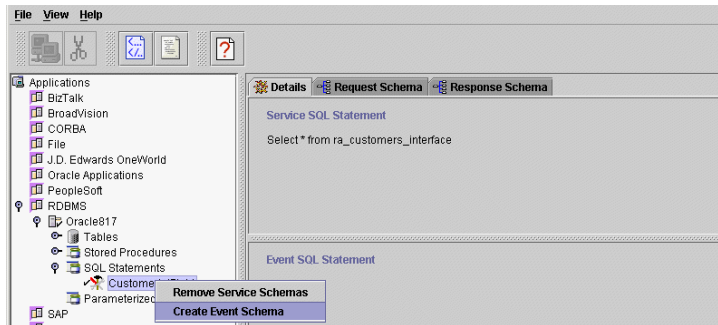 File View Help
Applications
BizTalk
BroadVision
CORBA
File
J.D. Edwards OneWorld
Oracle Applications
PeopleSoft
RDBMS
Oracle817
Tables
Stored Procedures
SQL Statements
Parameterized
SAP
Remove Service Schemas
Create Event Schema
Details Request Schema Response Schema
Service SQL Statement
Select * from ra_customers_interface
Event SQL Statement